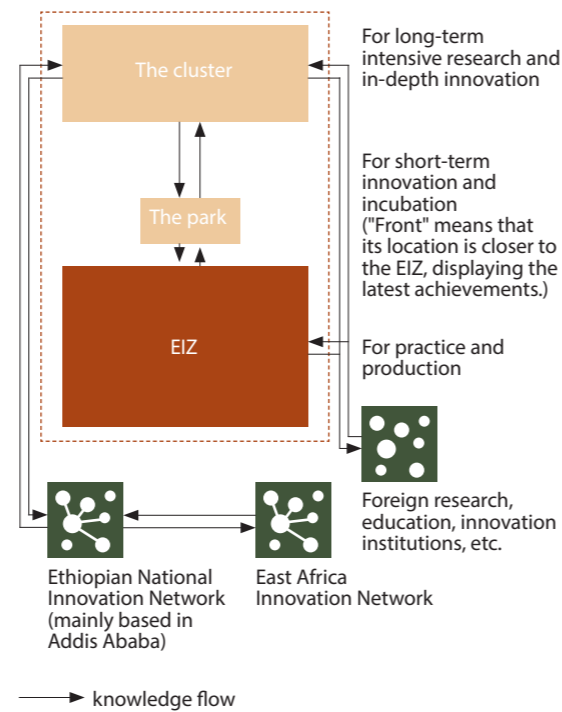 The cluster
For long-term
intensive research and
in-depth innovation
The park
For short-term
innovation and
incubation
("Front" means that
its location is closer to
the EIZ, displaying the
latest achievements.)
EIZ
For practice and
production
Foreign research,
education, innovation
institutions, etc.
Ethiopian National
Innovation Network
(mainly based in
Addis Ababa)
East Africa
Innovation Network
knowledge flow